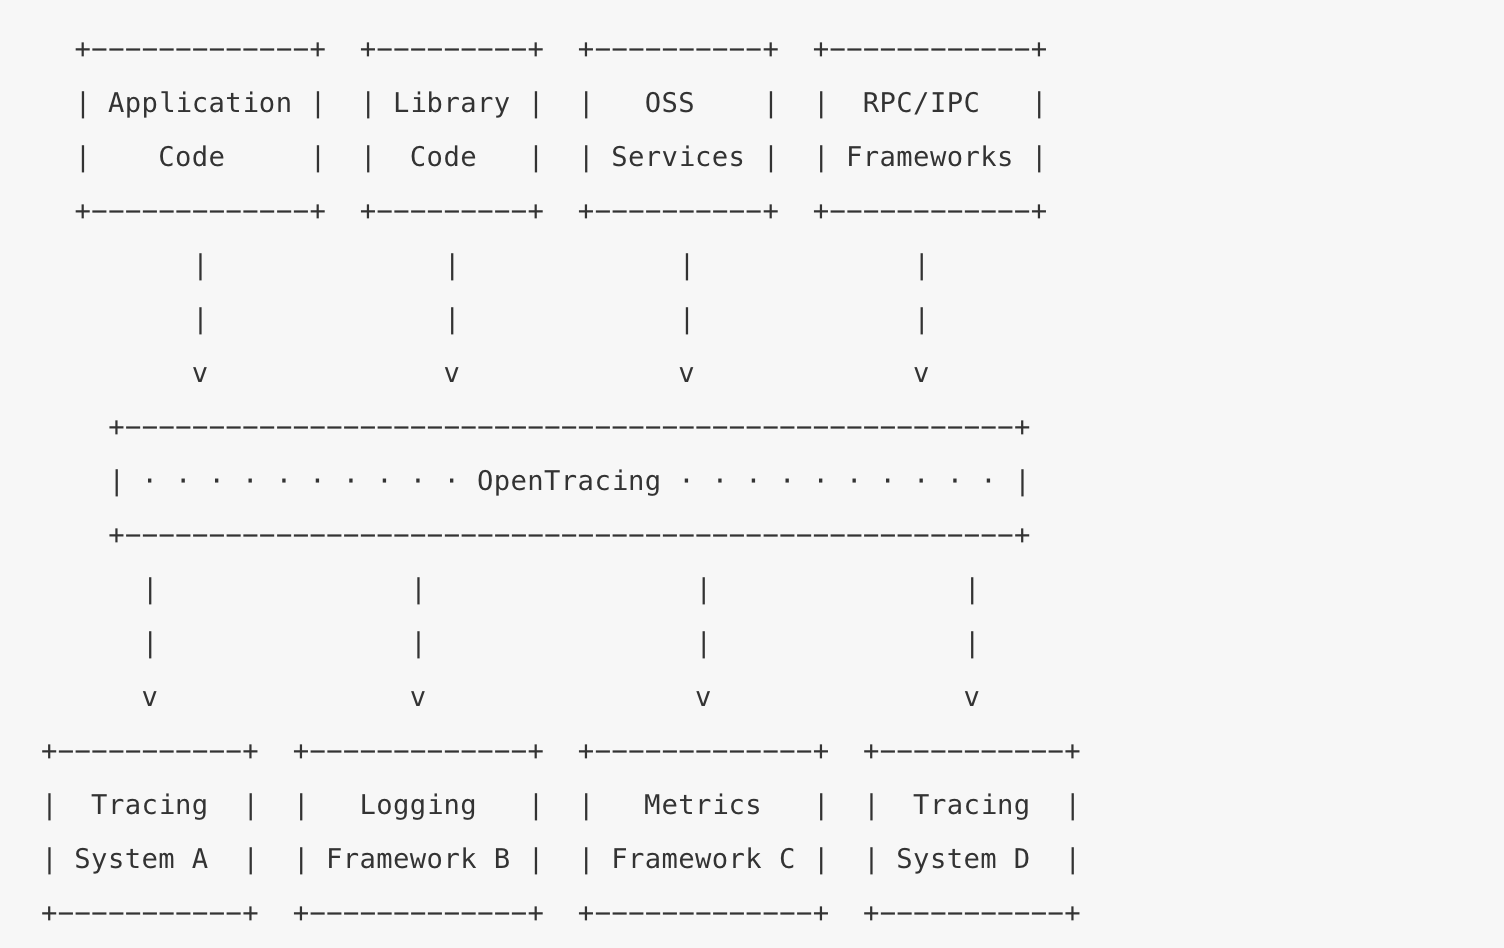 +-------------+  +---------+  +----------+  +-------------+
| Application |  | Library |  |   OSS    |  |  RPC/IPC   |
|    Code     |  |  Code   |  | Services |  | Frameworks |
+-------------+  +---------+  +----------+  +-------------+
       |              |             |             |
       |              |             |             |
       v              v             v             v
  +-----------------------------------------------------+
  | · · · · · · · · · · OpenTracing · · · · · · · · · · |
  +-----------------------------------------------------+
    |               |                |               |
    |               |                |               |
    v               v                v               v
+-----------+  +-------------+  +-------------+  +-----------+
|  Tracing  |  |   Logging   |  |   Metrics   |  |  Tracing  |
| System A  |  | Framework B |  | Framework C |  | System D  |
+-----------+  +-------------+  +-------------+  +-----------+